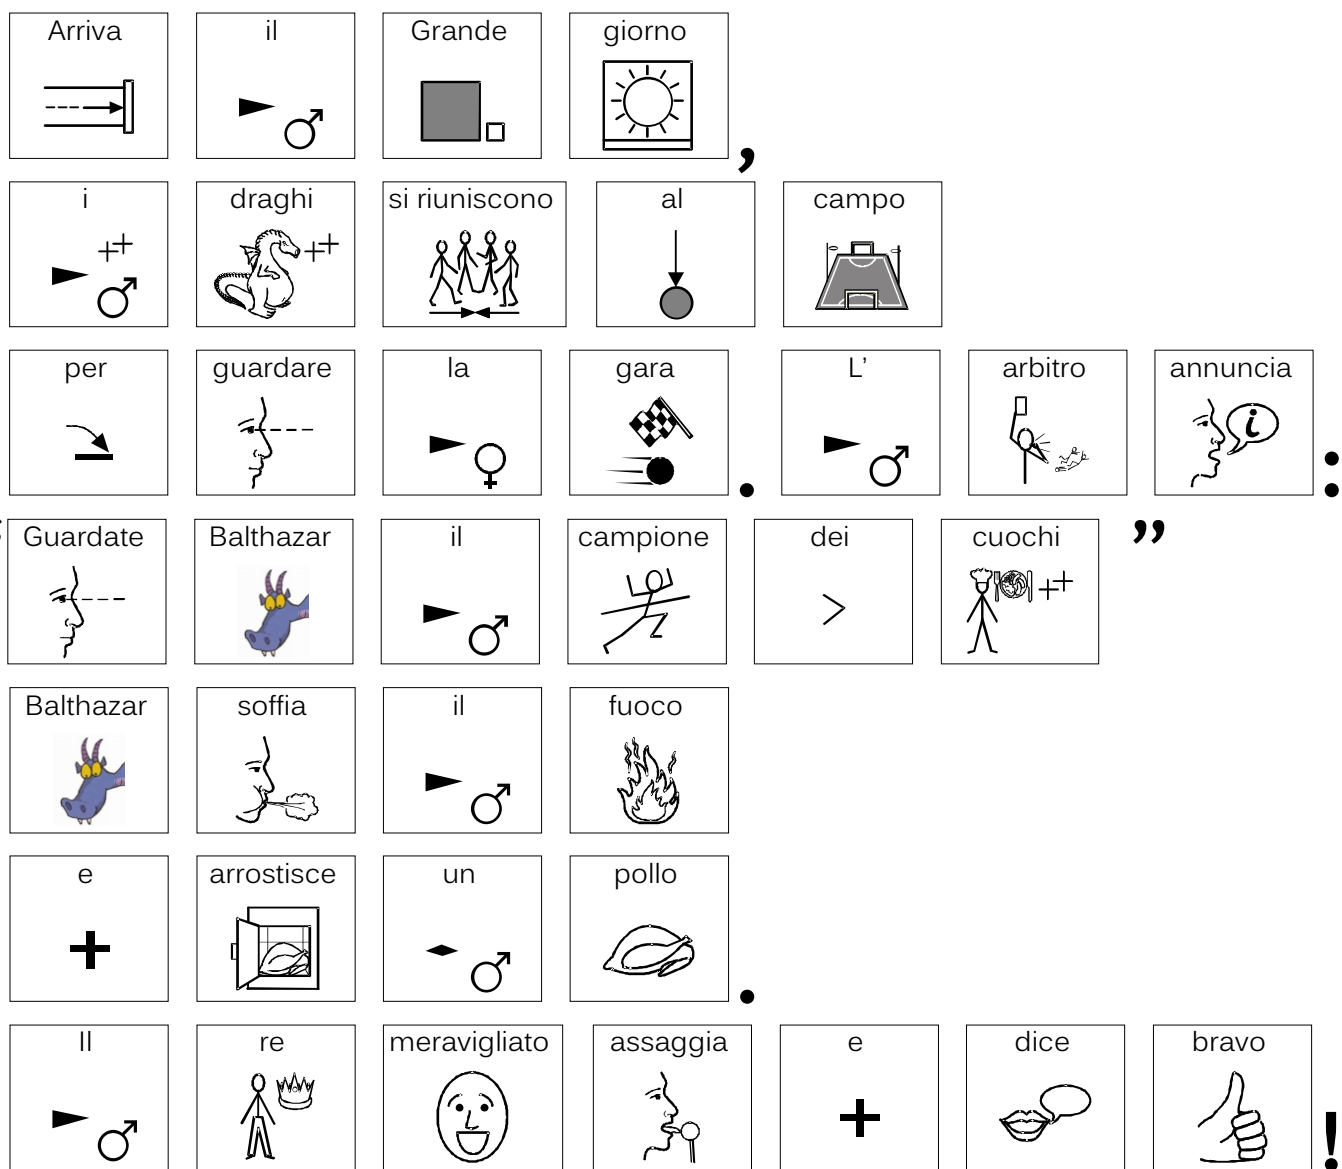 Arriva il Grande giorno,
i draghi si riuniscono al campo
per guardare la gara. L' arbitro annuncia:
“ Guardate Balthazar il campione dei cuochi ”
Balthazar soffia il fuoco
e arrostisce un pollo.
Il re meravigliato assaggia e dice bravo!